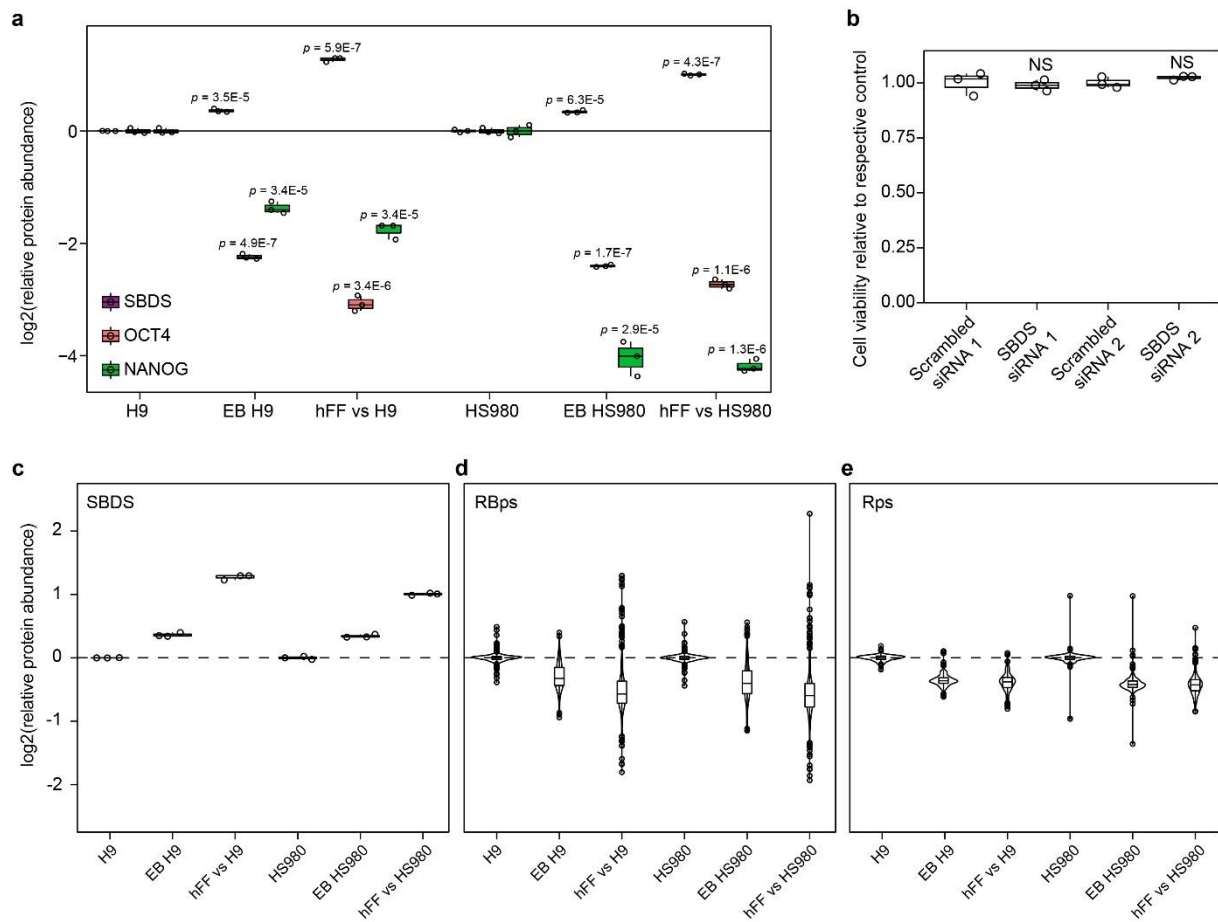 a
log2(relative protein abundance)
0
−2
−4
p = 3.5E-5
p = 5.9E-7
p = 6.3E-5
p = 4.3E-7
p = 3.4E-5
p = 4.9E-7
p = 3.4E-5
p = 3.4E-6
p = 1.7E-7
p = 2.9E-5
p = 1.1E-6
p = 1.3E-6
SBDS
OCT4
NANOG
H9
EB H9
hFF vs H9
HS980
EB HS980
hFF vs HS980
b
Cell viability relative to respective control
1.00
0.75
0.50
0.25
0.00
NS
NS
Scrambled
siRNA 1
SBDS
siRNA 1
Scrambled
siRNA 2
SBDS
siRNA 2
c
SBDS
log2(relative protein abundance)
2
1
0
-1
-2
H9
EB H9
hFF vs H9
HS980
EB HS980
hFF vs HS980
d
RBps
H9
EB H9
hFF vs H9
HS980
EB HS980
hFF vs HS980
e
Rps
H9
EB H9
hFF vs H9
HS980
EB HS980
hFF vs HS980